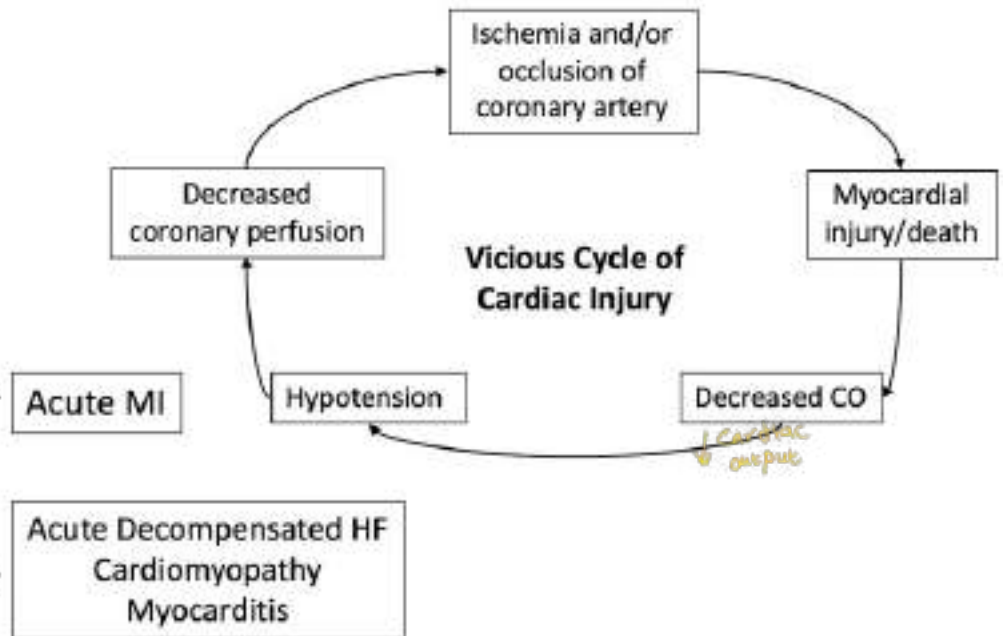 Ischemia and/or
occlusion of
coronary artery
Decreased
coronary perfusion
Myocardial
injury/death
Vicious Cycle of
Cardiac Injury
Acute MI
Hypotension
Decreased CO
↓ Cardiac
output
Acute Decompensated HF
Cardiomyopathy
Myocarditis